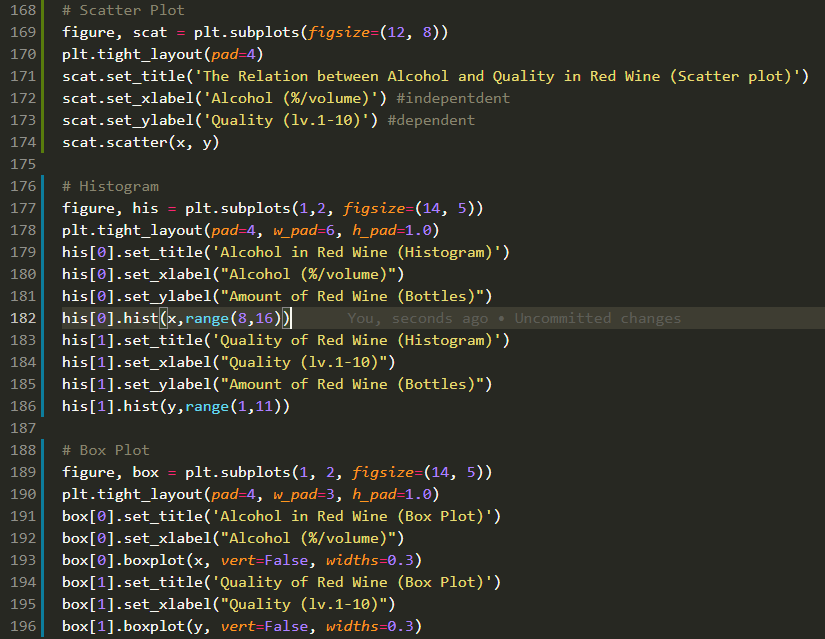 168 # Scatter Plot
169 figure, scat = plt.subplots(figsize=(12, 8))
170 plt.tight_layout(pad=4)
171 scat.set_title('The Relation between Alcohol and Quality in Red Wine (Scatter plot)')
172 scat.set_xlabel('Alcohol (%/volume)') #indepentdent
173 scat.set_ylabel('Quality (lv.1-10)') #dependent
174 scat.scatter(x, y)
175
176 # Histogram
177 figure, his = plt.subplots(1,2, figsize=(14, 5))
178 plt.tight_layout(pad=4, w_pad=6, h_pad=1.0)
179 his[0].set_title('Alcohol in Red Wine (Histogram)')
180 his[0].set_xlabel("Alcohol (%/volume)")
181 his[0].set_ylabel("Amount of Red Wine (Bottles)")
182 his[0].hist(x,range(8,16)) You, seconds ago • Uncommitted changes
183 his[1].set_title('Quality of Red Wine (Histogram)')
184 his[1].set_xlabel("Quality (lv.1-10)")
185 his[1].set_ylabel("Amount of Red Wine (Bottles)")
186 his[1].hist(y,range(1,11))
187
188 # Box Plot
189 figure, box = plt.subplots(1, 2, figsize=(14, 5))
190 plt.tight_layout(pad=4, w_pad=3, h_pad=1.0)
191 box[0].set_title('Alcohol in Red Wine (Box Plot)')
192 box[0].set_xlabel("Alcohol (%/volume)")
193 box[0].boxplot(x, vert=False, widths=0.3)
194 box[1].set_title('Quality of Red Wine (Box Plot)')
195 box[1].set_xlabel("Quality (lv.1-10)")
196 box[1].boxplot(y, vert=False, widths=0.3)